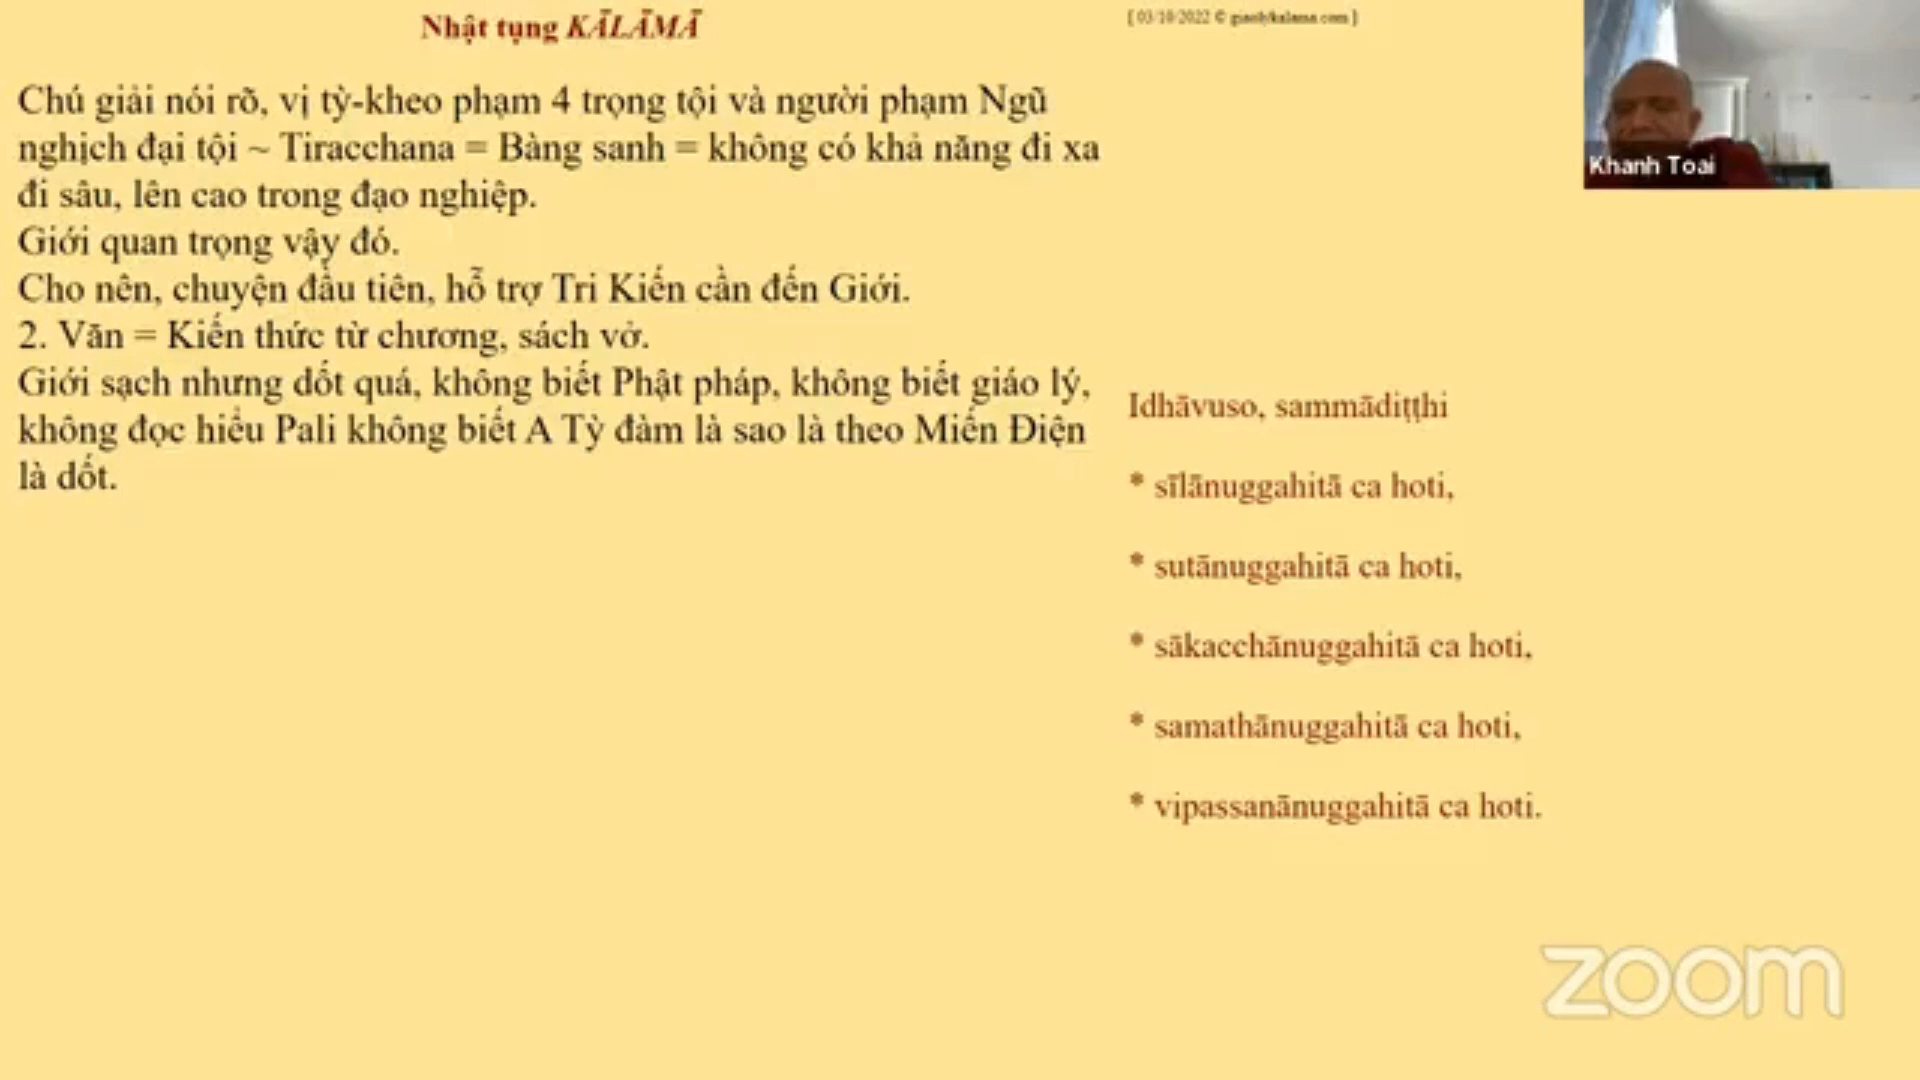 Nhật tụng KĀLĀMĀ
[ 03/10/2022 © giaolykalama.com ]
Chú giải nói rõ, vị tỳ-kheo phạm 4 trọng tội và người phạm Ngũ
nghịch đại tội ~ Tiracchana = Bàng sanh = không có khả năng đi xa
đi sâu, lên cao trong đạo nghiệp.
Giới quan trọng vậy đó.
Cho nên, chuyện đầu tiên, hỗ trợ Tri Kiến cần đến Giới.
2. Văn = Kiến thức từ chương, sách vở.
Giới sạch nhưng dốt quá, không biết Phật pháp, không biết giáo lý,
không đọc hiểu Pali không biết A Tỳ đàm là sao là theo Miến Điện
là dốt.
Idhāvuso, sammādiṭṭhi
* sīlānuggahitā ca hoti,
* sutānuggahitā ca hoti,
* sākacchānuggahitā ca hoti,
* samathānuggahitā ca hoti,
* vipassanānuggahitā ca hoti.
Khanh Toai
zoom